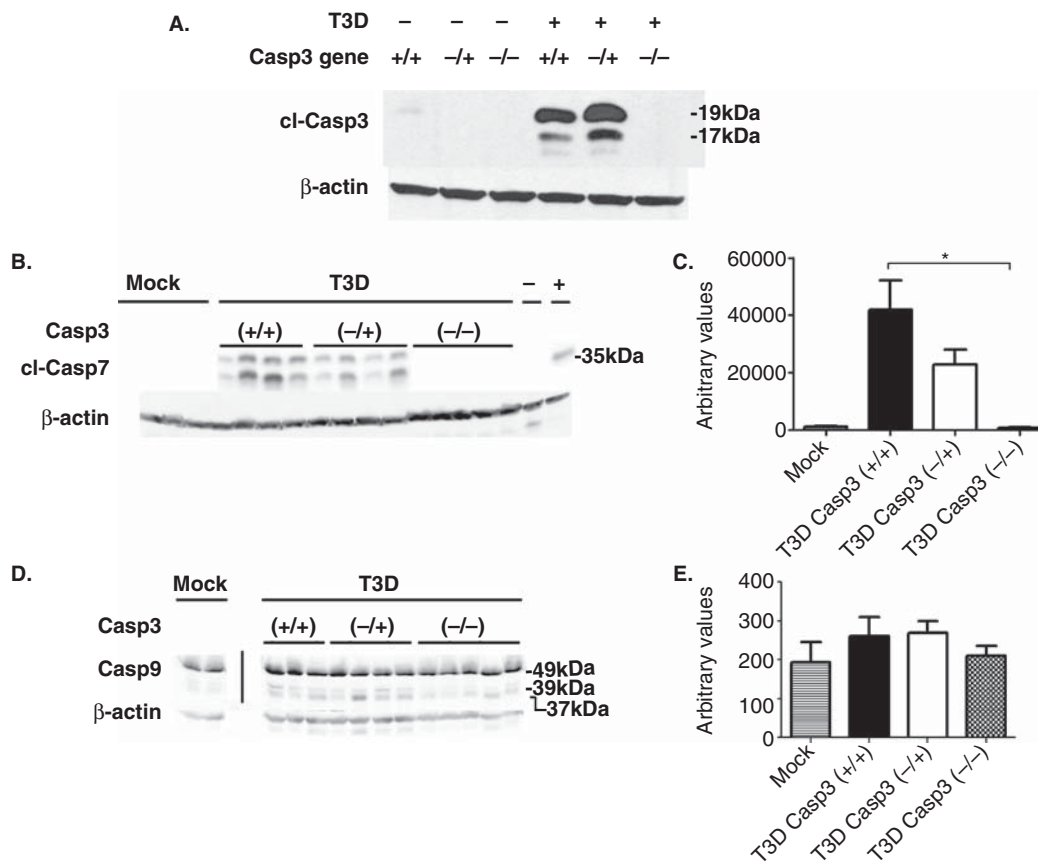 A.
T3D – – – + + +
Casp3 gene +/+ –/+ –/– +/+ –/+ –/–
cl-Casp3
-19kDa
-17kDa
β-actin
B.
Mock T3D – +
Casp3 (+/+) (–/+) (–/–)
cl-Casp7
-35kDa
β-actin
C.
Arbitrary values
60000
40000
20000
0
*
Mock
T3D Casp3 (+/+)
T3D Casp3 (–/+)
T3D Casp3 (–/–)
D.
Mock T3D
Casp3 (+/+) (–/+) (–/–)
Casp9
-49kDa
-39kDa
37kDa
β-actin
E.
Arbitrary values
400
300
200
100
0
Mock
T3D Casp3 (+/+)
T3D Casp3 (–/+)
T3D Casp3 (–/–)